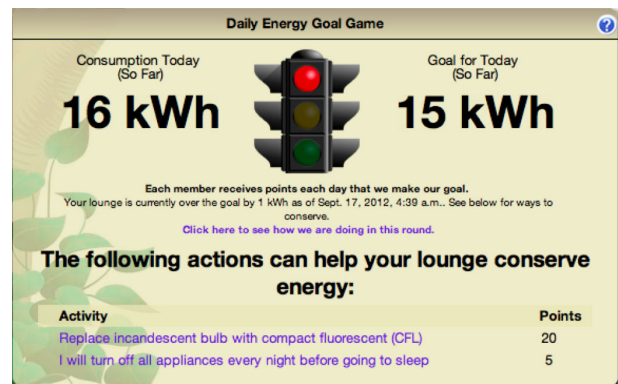 Daily Energy Goal Game
?
Consumption Today
(So Far)
16 kWh
Goal for Today
(So Far)
15 kWh
Each member receives points each day that we make our goal.
Your lounge is currently over the goal by 1 kWh as of Sept. 17, 2012, 4:39 a.m.. See below for ways to
conserve.
Click here to see how we are doing in this round.
The following actions can help your lounge conserve
energy:
Activity Points
Replace incandescent bulb with compact fluorescent (CFL) 20
I will turn off all appliances every night before going to sleep 5